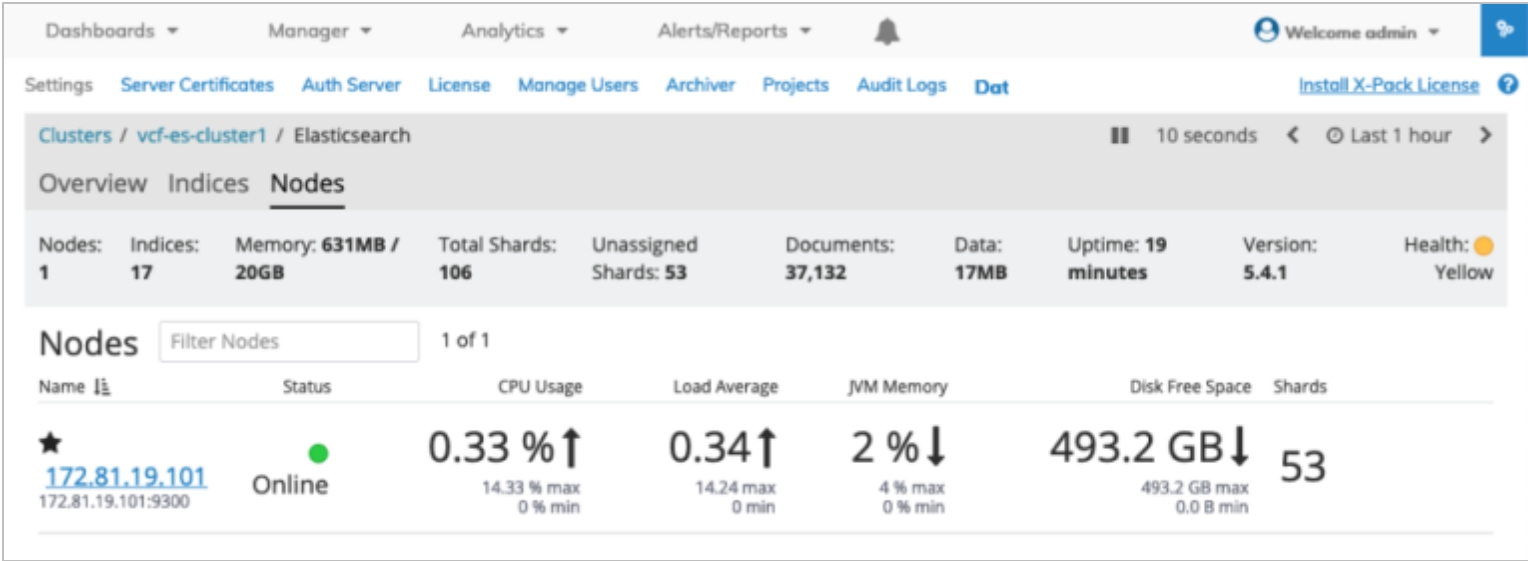 Dashboards Manager Analytics Alerts/Reports Welcome admin
Settings Server Certificates Auth Server License Manage Users Archiver Projects Audit Logs Dat Install X-Pack License ?
Clusters / vcf-es-cluster1 / Elasticsearch 10 seconds < Last 1 hour >
Overview Indices Nodes
Nodes: Indices: Memory: 631MB / Total Shards: Unassigned Documents: Data: Uptime: 19 Version: Health:
1 17 20GB 106 Shards: 53 37,132 17MB minutes 5.4.1 Yellow
Nodes Filter Nodes 1 of 1
Name Status CPU Usage Load Average JVM Memory Disk Free Space Shards
0.33 % 0.34 2 % 493.2 GB 53
172.81.19.101 Online 14.33 % max 14.24 max 4 % max 493.2 GB max
172.81.19.101:9300 0 % min 0 min 0 % min 0.0 B min